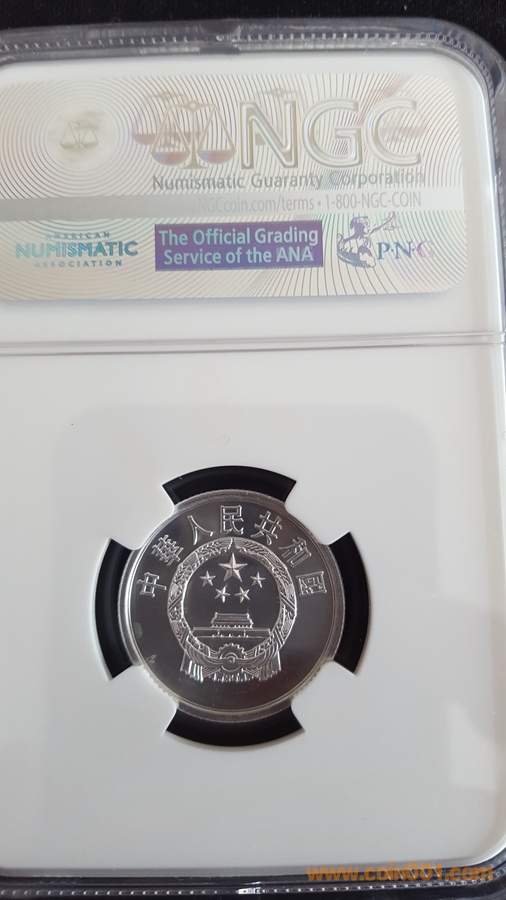 NGC
Numismatic Guaranty Corporation
NGCcoin.com/terms • 1-800-NGC-COIN
AMERICAN
NUMISMATIC
ASSOCIATION
The Official Grading
Service of the ANA
PNG
中華人民共和國
www.coin001.com